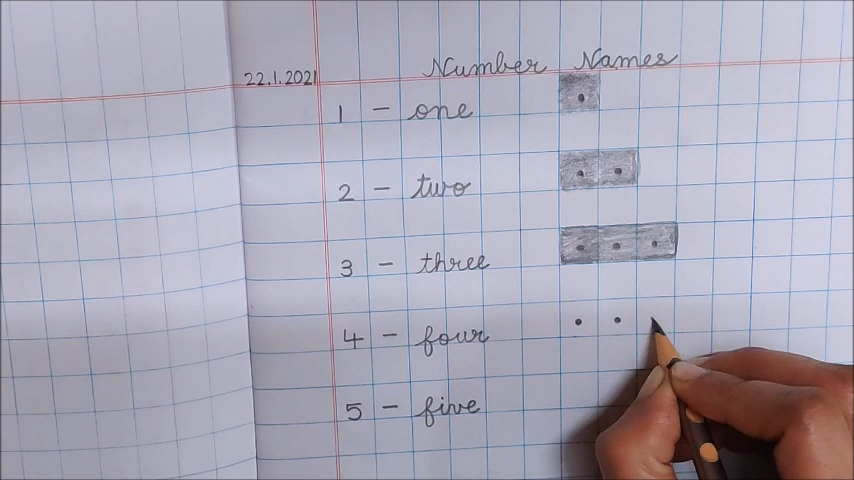 Number Names
22.1.2021
1 - one
2 - two
3 - three
4 - four
5 - five